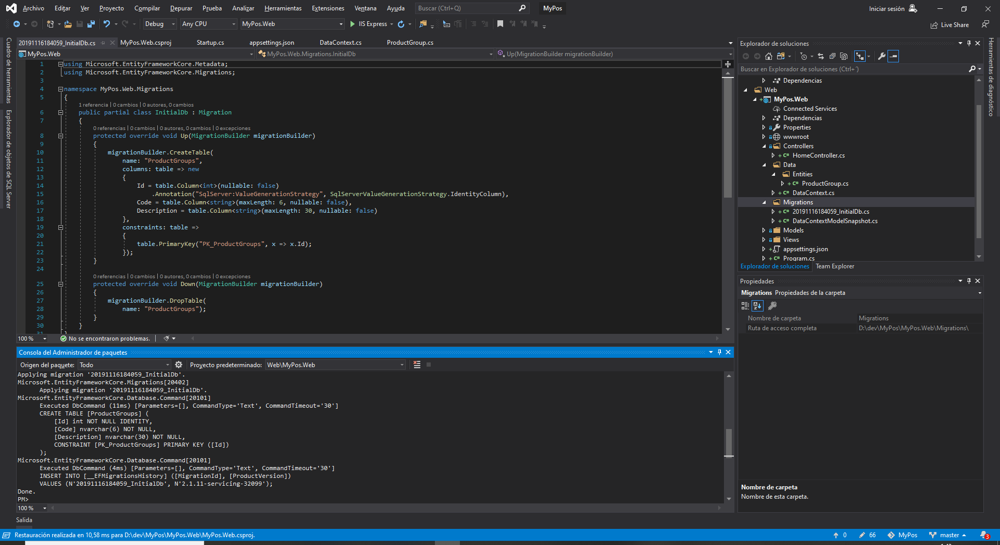 Archivo Editar Ver Proyecto Compilar Depurar Prueba Analizar Herramientas Extensiones Ventana Ayuda Buscar (Ctrl+Q) MyPos Iniciar sesión
Debug Any CPU MyPos.Web IIS Express Live Share
Cuadro de herramientas
Explorador de objetos de SQL Server
20191116184059_InitialDb.cs MyPos.Web.csproj Startup.cs appsettings.json DataContext.cs ProductGroup.cs
MyPos.Web MyPos.Web.Migrations.InitialDb Up(MigrationBuilder migrationBuilder)
1 using Microsoft.EntityFrameworkCore.Metadata;
2 using Microsoft.EntityFrameworkCore.Migrations;
3
4 namespace MyPos.Web.Migrations
5 {
1 referencia | 0 cambios | 0 autores, 0 cambios
6 public partial class InitialDb : Migration
7 {
0 referencias | 0 cambios | 0 autores, 0 cambios | 0 excepciones
8 protected override void Up(MigrationBuilder migrationBuilder)
9 {
10 migrationBuilder.CreateTable(
11 name: "ProductGroups",
12 columns: table => new
13 {
14 Id = table.Column<int>(nullable: false)
15 .Annotation("SqlServer:ValueGenerationStrategy", SqlServerValueGenerationStrategy.IdentityColumn),
16 Code = table.Column<string>(maxLength: 6, nullable: false),
17 Description = table.Column<string>(maxLength: 30, nullable: false)
18 },
19 constraints: table =>
20 {
21 table.PrimaryKey("PK_ProductGroups", x => x.Id);
22 });
23 }
24
0 referencias | 0 cambios | 0 autores, 0 cambios | 0 excepciones
25 protected override void Down(MigrationBuilder migrationBuilder)
26 {
27 migrationBuilder.DropTable(
28 name: "ProductGroups");
29 }
30 }
31 }
100 % No se encontraron problemas.
Consola del Administrador de paquetes
Origen del paquete: Todo Proyecto predeterminado: Web\MyPos.Web
Applying migration '20191116184059_InitialDb'.
Microsoft.EntityFrameworkCore.Migrations[20402]
Applying migration '20191116184059_InitialDb'.
Microsoft.EntityFrameworkCore.Database.Command[20101]
Executed DbCommand (11ms) [Parameters=[], CommandType='Text', CommandTimeout='30']
CREATE TABLE [ProductGroups] (
[Id] int NOT NULL IDENTITY,
[Code] nvarchar(6) NOT NULL,
[Description] nvarchar(30) NOT NULL,
CONSTRAINT [PK_ProductGroups] PRIMARY KEY ([Id])
);
Microsoft.EntityFrameworkCore.Database.Command[20101]
Executed DbCommand (4ms) [Parameters=[], CommandType='Text', CommandTimeout='30']
INSERT INTO [__EFMigrationsHistory] ([MigrationId], [ProductVersion])
VALUES (N'20191116184059_InitialDb', N'2.1.11-servicing-32099');
Done.
PM>
100 %
Salida
Explorador de soluciones
Buscar en Explorador de soluciones (Ctrl+´)
Dependencias
Web
MyPos.Web
Connected Services
Dependencias
Properties
wwwroot
Controllers
C# HomeController.cs
Data
Entities
C# ProductGroup.cs
C# DataContext.cs
Migrations
C# 20191116184059_InitialDb.cs
C# DataContextModelSnapshot.cs
Models
Views
appsettings.json
C# Program.cs
Explorador de soluciones Team Explorer
Propiedades
Migrations Propiedades de la carpeta
Nombre de carpeta Migrations
Ruta de acceso completa D:\dev\MyPos\MyPos.Web\Migrations\
Nombre de carpeta
Nombre de esta carpeta.
Herramientas de diagnóstico
Restauración realizada en 10,58 ms para D:\dev\MyPos\MyPos.Web\MyPos.Web.csproj. 0 66 MyPos master 3